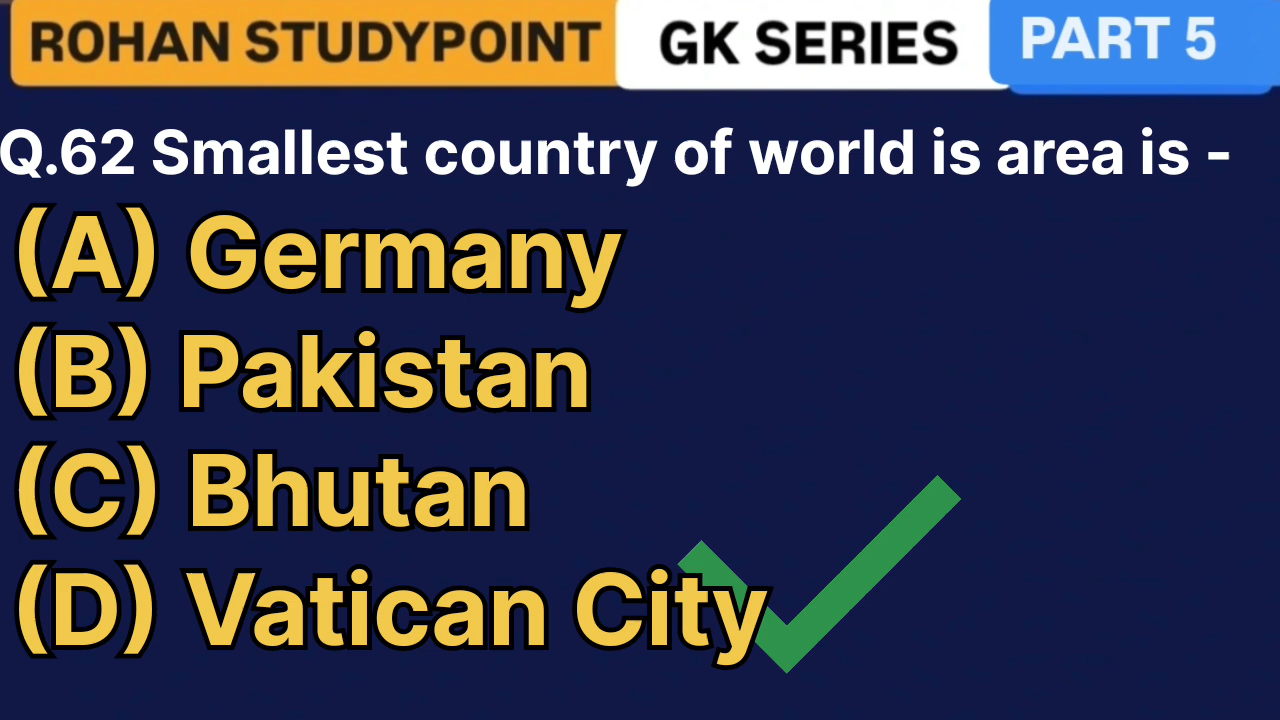 ROHAN STUDYPOINT GK SERIES PART 5
Q.62 Smallest country of world is area is -
(A) Germany
(B) Pakistan
(C) Bhutan
(D) Vatican City